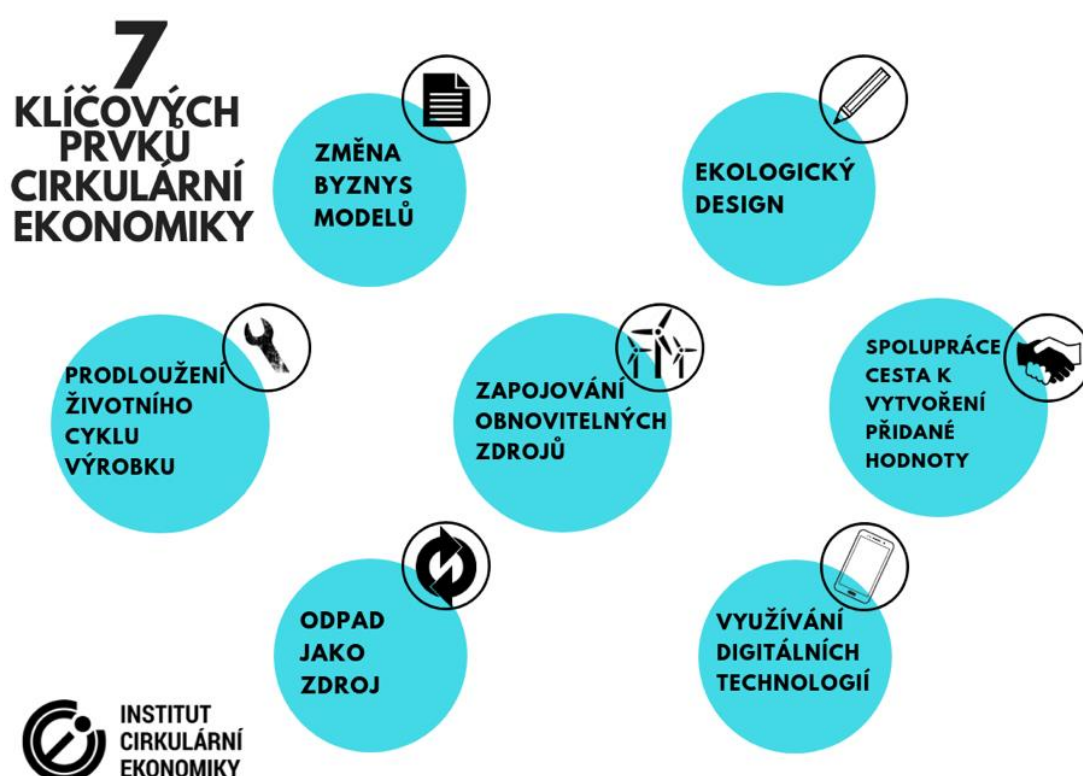 7
KLÍČOVÝCH
PRVKŮ
CIRKULÁRNÍ
EKONOMIKY
ZMĚNA
BYZNYS
MODELŮ
EKOLOGICKÝ
DESIGN
PRODLOUŽENÍ
ŽIVOTNÍHO
CYKLU
VÝROBKU
ZAPOJOVÁNÍ
OBNOVITELNÝCH
ZDROJŮ
SPOLUPRÁCE
CESTA K
VYTVOŘENÍ
PŘIDANÉ
HODNOTY
ODPAD
JAKO
ZDROJ
VYUŽÍVÁNÍ
DIGITÁLNÍCH
TECHNOLOGIÍ
INSTITUT
CIRKULÁRNÍ
EKONOMIKY